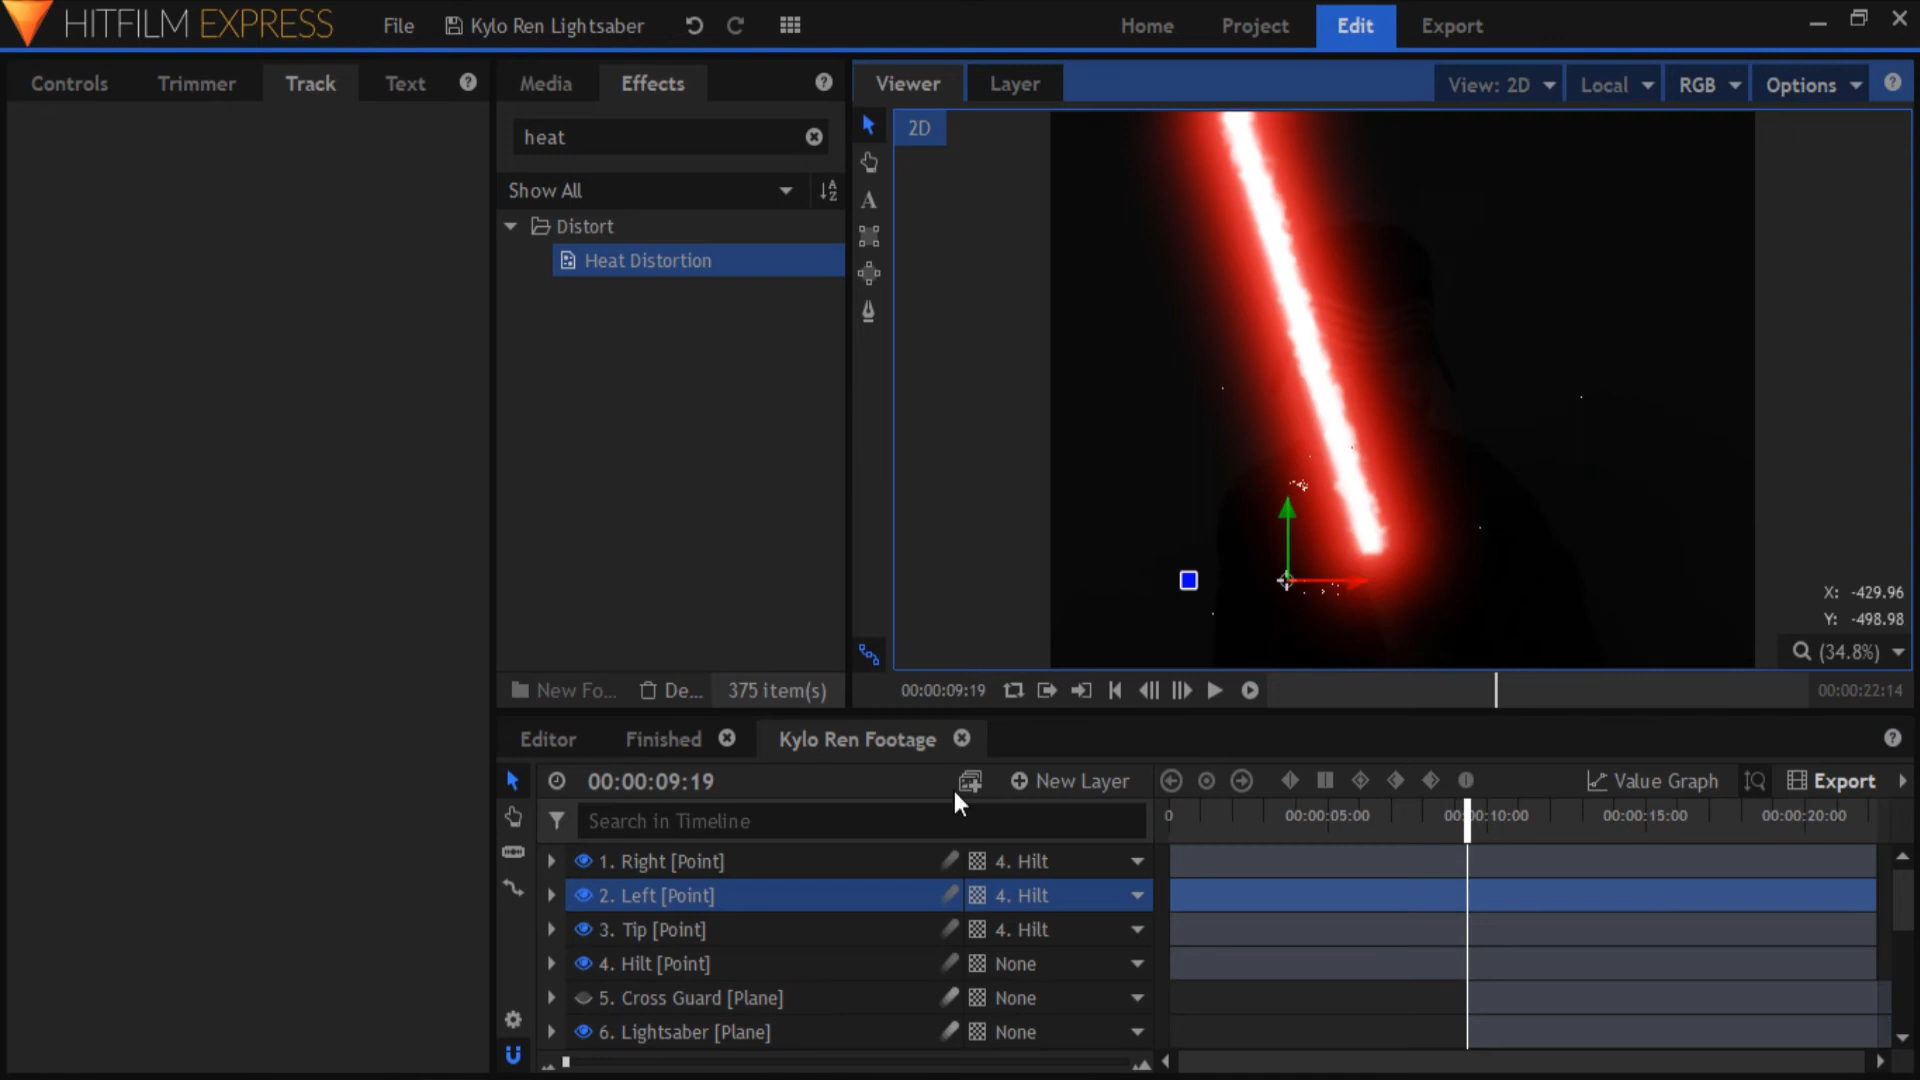 HITFILM EXPRESS
File
Kylo Ren Lightsaber
Home
Project
Edit
Export
Controls
Trimmer
Track
Text
Media
Effects
Viewer
Layer
View: 2D
Local
RGB
Options
heat
2D
Show All
Distort
Heat Distortion
A
X: -429.96
Y: -498.98
(34.8%)
New Fo...
De...
375 item(s)
00:00:09:19
00:00:22:14
Editor
Finished
Kylo Ren Footage
00:00:09:19
New Layer
Value Graph
Export
Search in Timeline
0
00:00:05:00
00:00:10:00
00:00:15:00
00:00:20:00
1. Right [Point]
4. Hilt
2. Left [Point]
4. Hilt
3. Tip [Point]
4. Hilt
4. Hilt [Point]
None
5. Cross Guard [Plane]
None
6. Lightsaber [Plane]
None